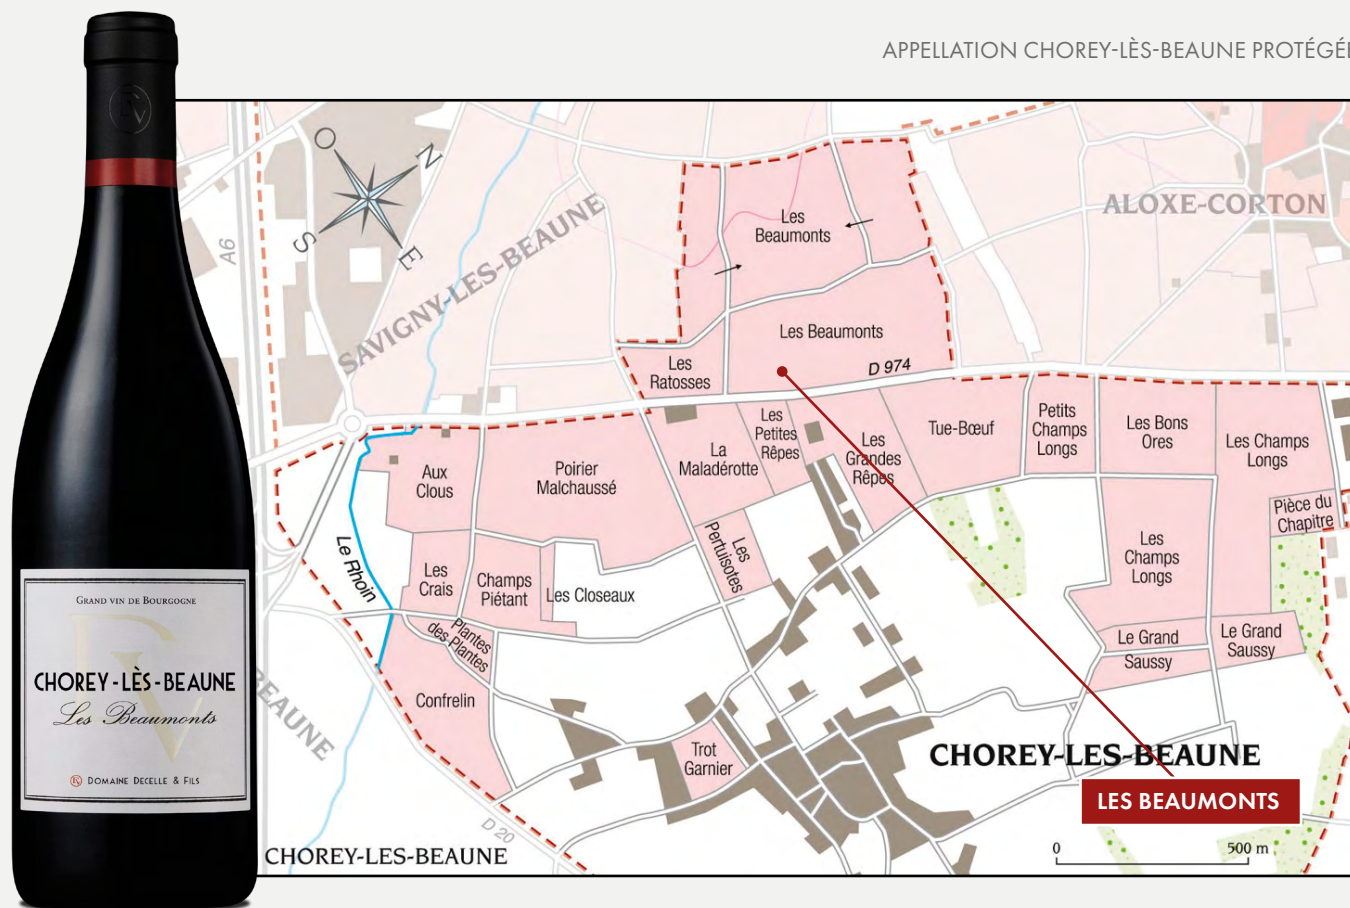 APPELLATION CHOREY-LÈS-BEAUNE PROTÉGÉE
O
N
S
E
A6
SAVIGNY-LES-BEAUNE
ALOXE-CORTON
Les
Beaumonts
Les Beaumonts
D 974
Les
Ratosses
Aux
Clous
Poirier
Malchaussé
La
Maladérotte
Les
Petites
Rêpes
Les
Grandes
Rêpes
Tue-Bœuf
Petits
Champs
Longs
Les Bons
Ores
Les Champs
Longs
Pièce du
Chapitre
Le Rhoin
Les
Crais
Champs
Piétant
Les Closeaux
Les
Pertuisotes
Les
Champs
Longs
Plantes
des Plantes
Le Grand
Saussy
Le Grand
Saussy
Confrelin
Trot
Garnier
BEAUNE
D 20
CHOREY-LES-BEAUNE
LES BEAUMONTS
0 500 m
CHOREY-LES-BEAUNE
DV
GRAND VIN DE BOURGOGNE
CHOREY-LÈS-BEAUNE
Les Beaumonts
DOMAINE DECELLE & FILS